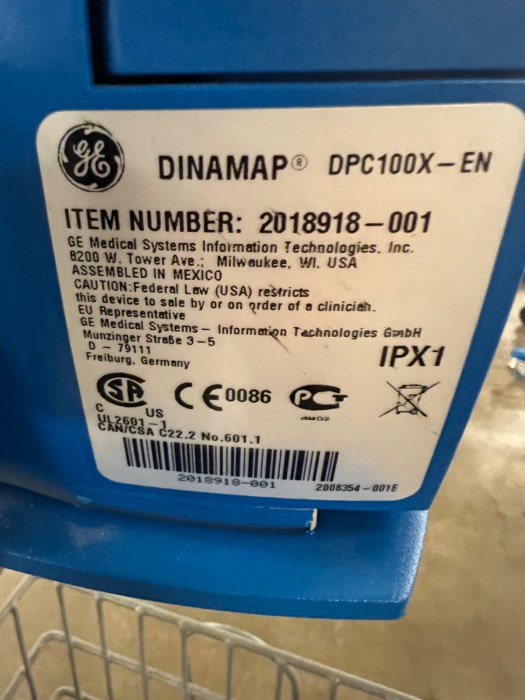 GE
DINAMAP® DPC100X-EN
ITEM NUMBER: 2018918-001
GE Medical Systems Information Technologies, Inc.
8200 W. Tower Ave.; Milwaukee, WI, USA
ASSEMBLED IN MEXICO
CAUTION:Federal Law (USA) restricts
this device to sale by or on order of a clinician.
EU Representative
GE Medical Systems - Information Technologies GmbH
Munzinger Straße 3-5
D - 79111
Freiburg, Germany
IPX1
C SA US
CE0086
PC
UL2601-1
CAN/CSA C22.2 No.601.1
2018918-001
2008354-001E